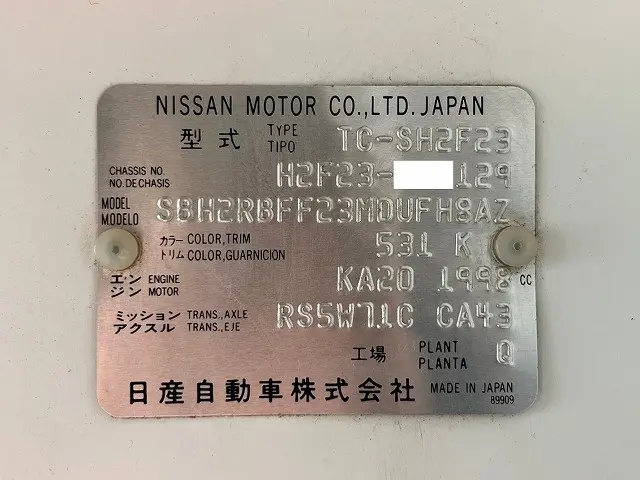 NISSAN MOTOR CO.,LTD.JAPAN
型式 TYPE TIPO TC-SH2F23
CHASSIS NO. NO.DECHASIS H2F23- 129
MODEL MODELO SBH2RBFF23MDUFH8AZ
カラー COLOR,TRIM トリム COLOR,GUARNICION 531 K
エンジン ENGINE MOTOR KA20 1998 CC
ミッション TRANS.,AXLE アクスル TRANS.,EJE RS5W71C CA43
工場 PLANT PLANTA Q
日産自動車株式会社 MADE IN JAPAN
89909